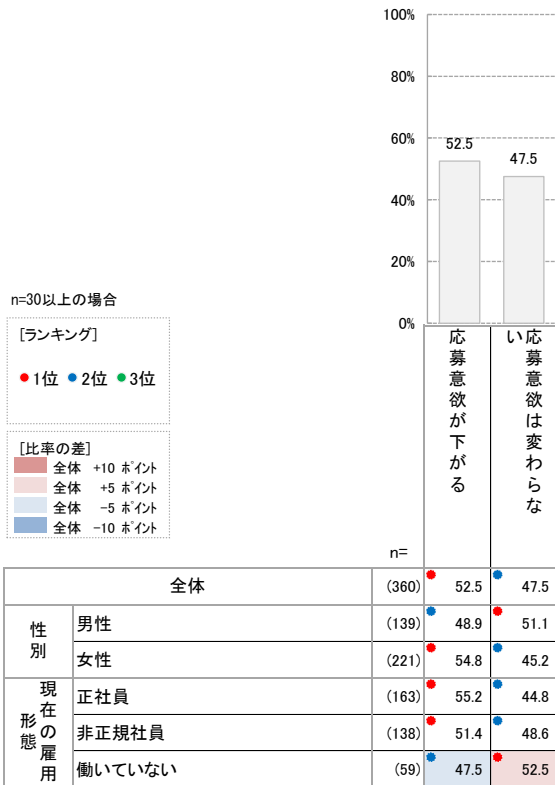 100%
80%
60%
40%
20%
0%
52.5
47.5
n=30以上の場合
[ランキング]
●1位 ●2位 ●3位
[比率の差]
全体 +10 ﾎﾟｲﾝﾄ
全体 +5 ﾎﾟｲﾝﾄ
全体 -5 ﾎﾟｲﾝﾄ
全体 -10 ﾎﾟｲﾝﾄ
応募意欲が下がる
応募意欲は変わらな
い
n=
全体 (360) 52.5 47.5
性別
男性 (139) 48.9 51.1
女性 (221) 54.8 45.2
現在の雇用
形態
正社員 (163) 55.2 44.8
非正規社員 (138) 51.4 48.6
働いていない (59) 47.5 52.5